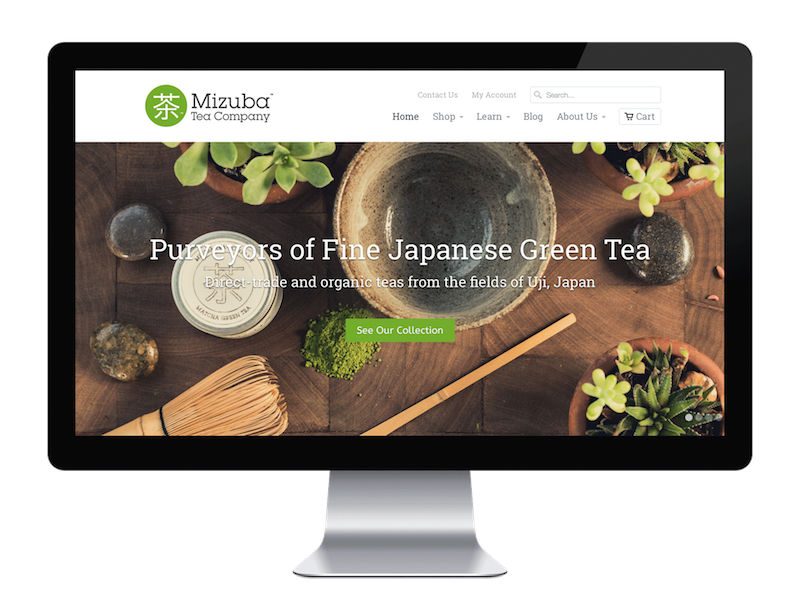 茶
Mizuba™
Tea Company
Contact Us My Account Search...
Home Shop Learn Blog About Us Cart
Purveyors of Fine Japanese Green Tea
Direct-trade and organic teas from the fields of Uji, Japan
茶
MATCHA GREEN TEA
See Our Collection